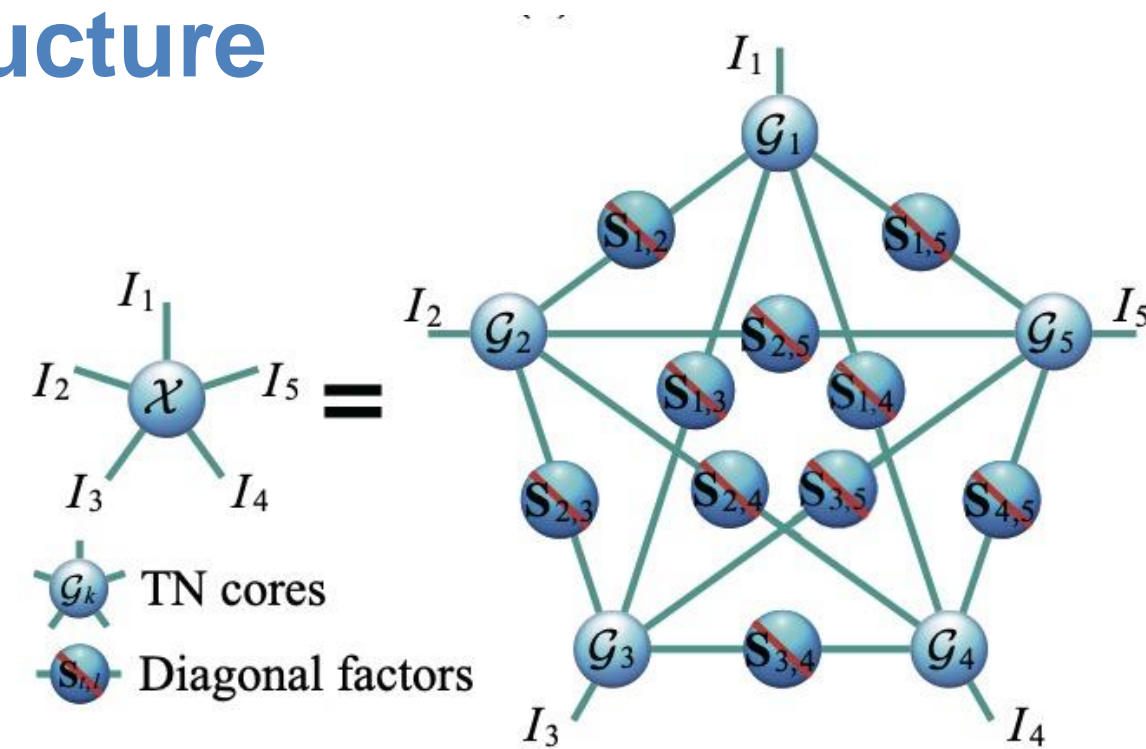 ucture
I1
G1
S1,2
S1,5
I2
G2
S2,5
G5
I5
S1,3
S1,4
S2,3
S2,4
S3,5
S4,5
G3
S3,4
G4
I3
I4
I1
I2
X
I5
=
I3
I4
Gk TN cores
Diagonal factors